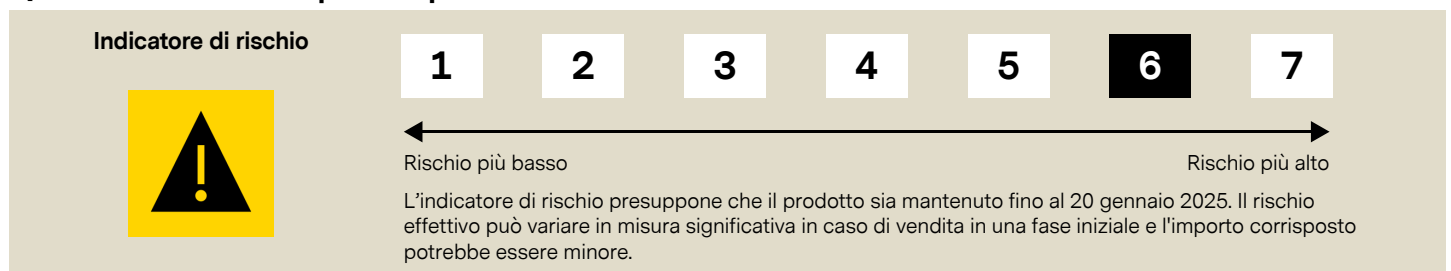 Indicatore di rischio
1 2 3 4 5 6 7
Rischio più basso
Rischio più alto
L'indicatore di rischio presuppone che il prodotto sia mantenuto fino al 20 gennaio 2025. Il rischio
effettivo può variare in misura significativa in caso di vendita in una fase iniziale e l'importo corrisposto
potrebbe essere minore.